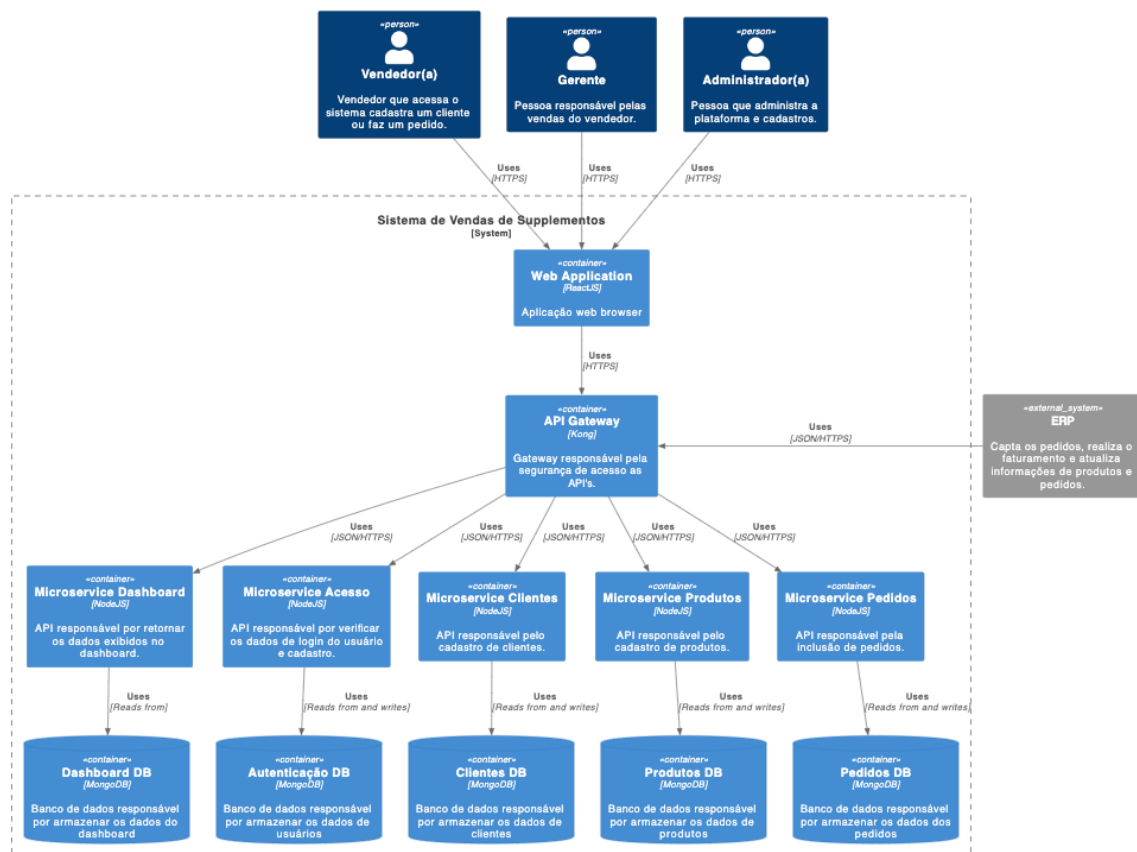 «person»
Vendedor(a)
Vendedor que acessa o
sistema cadastra um cliente
ou faz um pedido.
«person»
Gerente
Pessoa responsável pelas
vendas do vendedor.
«person»
Administrador(a)
Pessoa que administra a
plataforma e cadastros.
Uses
[HTTPS]
Uses
[HTTPS]
Uses
[HTTPS]
Sistema de Vendas de Supplementos
[System]
«container»
Web Application
[ReactJS]
Aplicação web browser
Uses
[HTTPS]
«container»
API Gateway
[Kong]
Gateway responsável pela
segurança de acesso as
API's.
Uses
[JSON/HTTPS]
«external_system»
ERP
Capta os pedidos, realiza o
faturamento e atualiza
informações de produtos e
pedidos.
Uses
[JSON/HTTPS]
Uses
[JSON/HTTPS]
Uses
[JSON/HTTPS]
Uses
[JSON/HTTPS]
Uses
[JSON/HTTPS]
«container»
Microservice Dashboard
[NodeJS]
API responsável por retornar
os dados exibidos no
dashboard.
«container»
Microservice Acesso
[NodeJS]
API responsável por verificar
os dados de login do usuário
e cadastro.
«container»
Microservice Clientes
[NodeJS]
API responsável pelo
cadastro de clientes.
«container»
Microservice Produtos
[NodeJS]
API responsável pelo
cadastro de produtos.
«container»
Microservice Pedidos
[NodeJS]
API responsável pela
inclusão de pedidos.
Uses
[Reads from]
Uses
[Reads from and writes]
Uses
[Reads from and writes]
Uses
[Reads from and writes]
Uses
[Reads from and writes]
«container»
Dashboard DB
[MongoDB]
Banco de dados responsável
por armazenar os dados do
dashboard
«container»
Autenticação DB
[MongoDB]
Banco de dados responsável
por armazenar os dados de
usuários
«container»
Clientes DB
[MongoDB]
Banco de dados responsável
por armazenar os dados de
clientes
«container»
Produtos DB
[MongoDB]
Banco de dados responsável
por armazenar os dados de
produtos
«container»
Pedidos DB
[MongoDB]
Banco de dados responsável
por armazenar os dados dos
pedidos